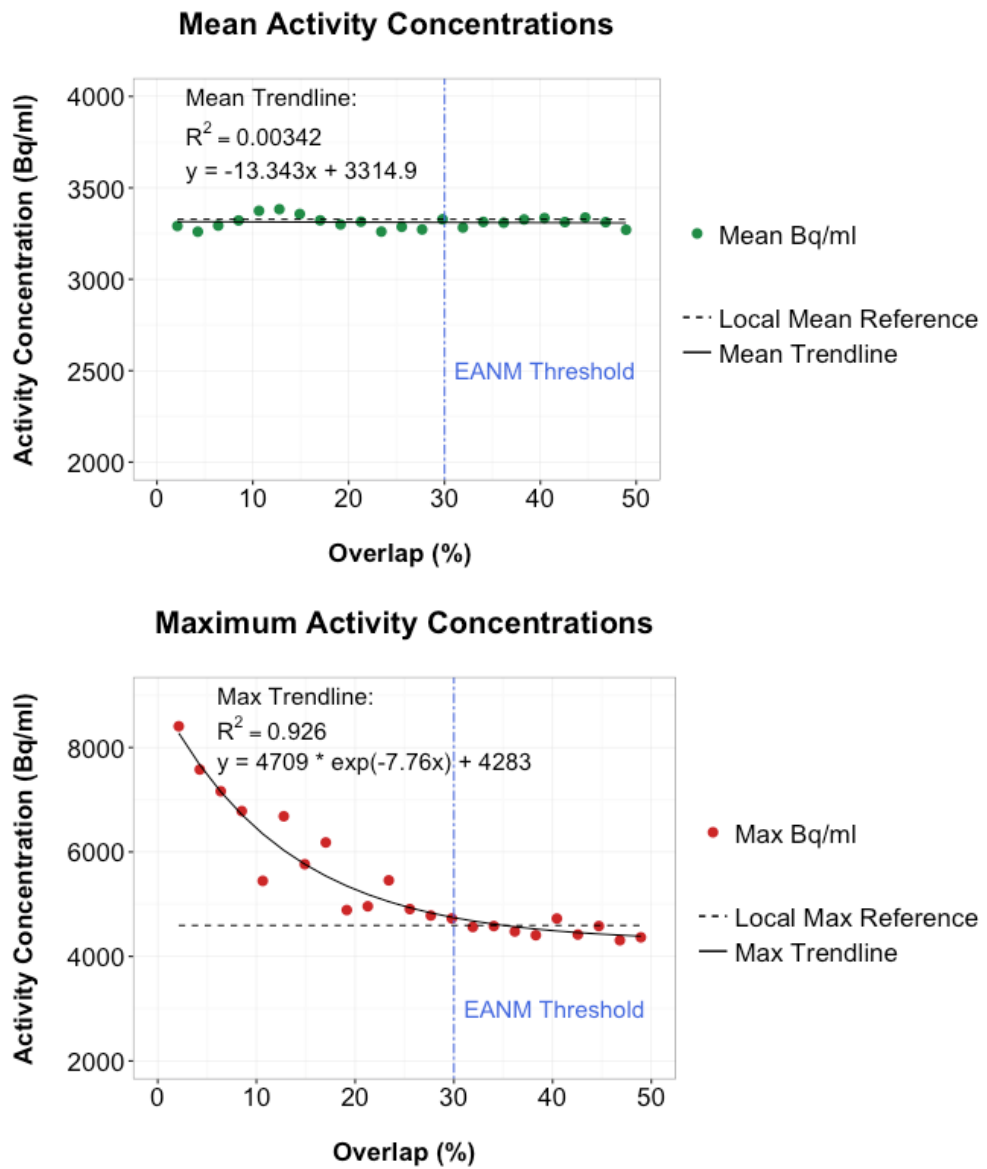 Mean Activity Concentrations
Activity Concentration (Bq/ml)
4000
3500
3000
2500
2000
Mean Trendline:
R² = 0.00342
y = -13.343x + 3314.9
EANM Threshold
0 10 20 30 40 50
Overlap (%)
Mean Bq/ml
Local Mean Reference
Mean Trendline
Maximum Activity Concentrations
Activity Concentration (Bq/ml)
8000
6000
4000
2000
Max Trendline:
R² = 0.926
y = 4709 * exp(-7.76x) + 4283
EANM Threshold
0 10 20 30 40 50
Overlap (%)
Max Bq/ml
Local Max Reference
Max Trendline